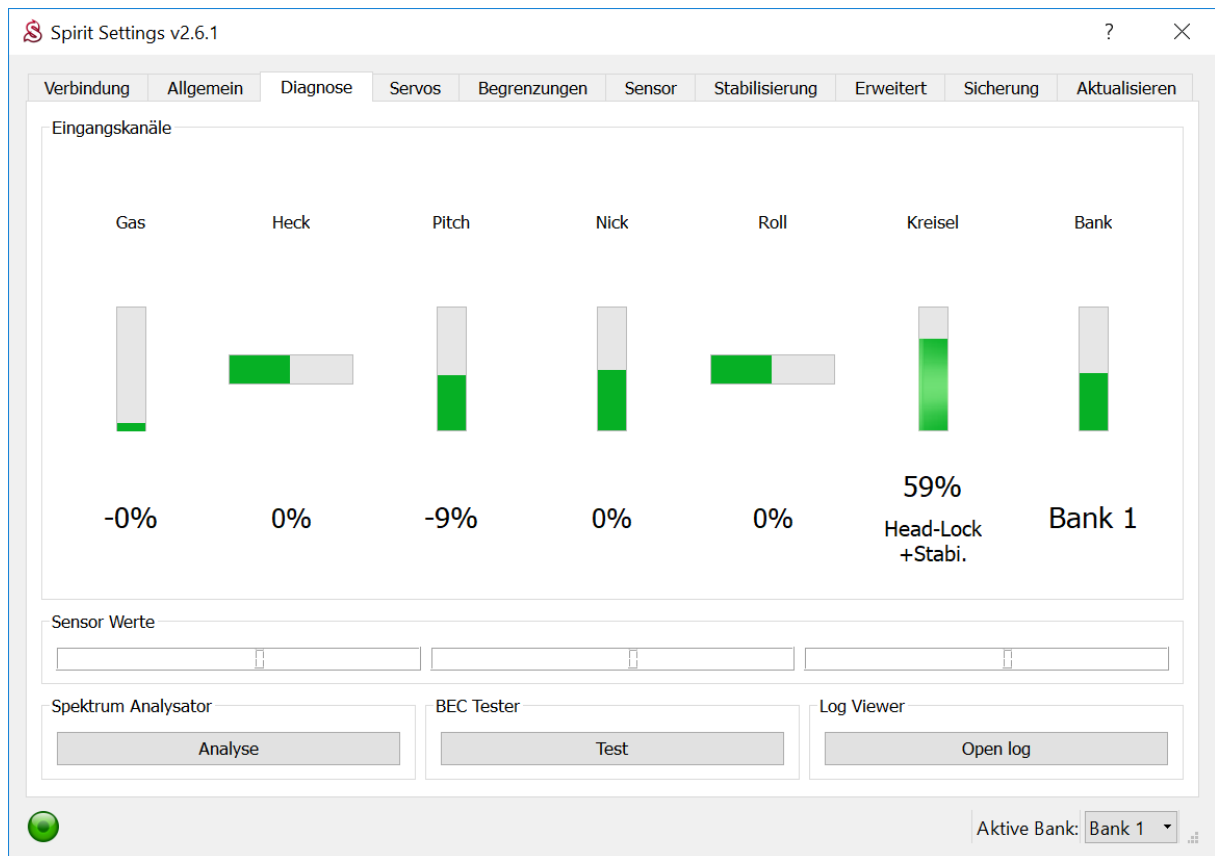 Spirit Settings v2.6.1 ?
Verbindung Allgemein Diagnose Servos Begrenzungen Sensor Stabilisierung Erweitert Sicherung Aktualisieren
Eingangskanäle
Gas Heck Pitch Nick Roll Kreisel Bank
59%
-0% 0% -9% 0% 0% Bank 1
Head-Lock
+Stabi.
Sensor Werte
Spektrum Analysator BEC Tester Log Viewer
Analyse Test Open log
Aktive Bank: Bank 1